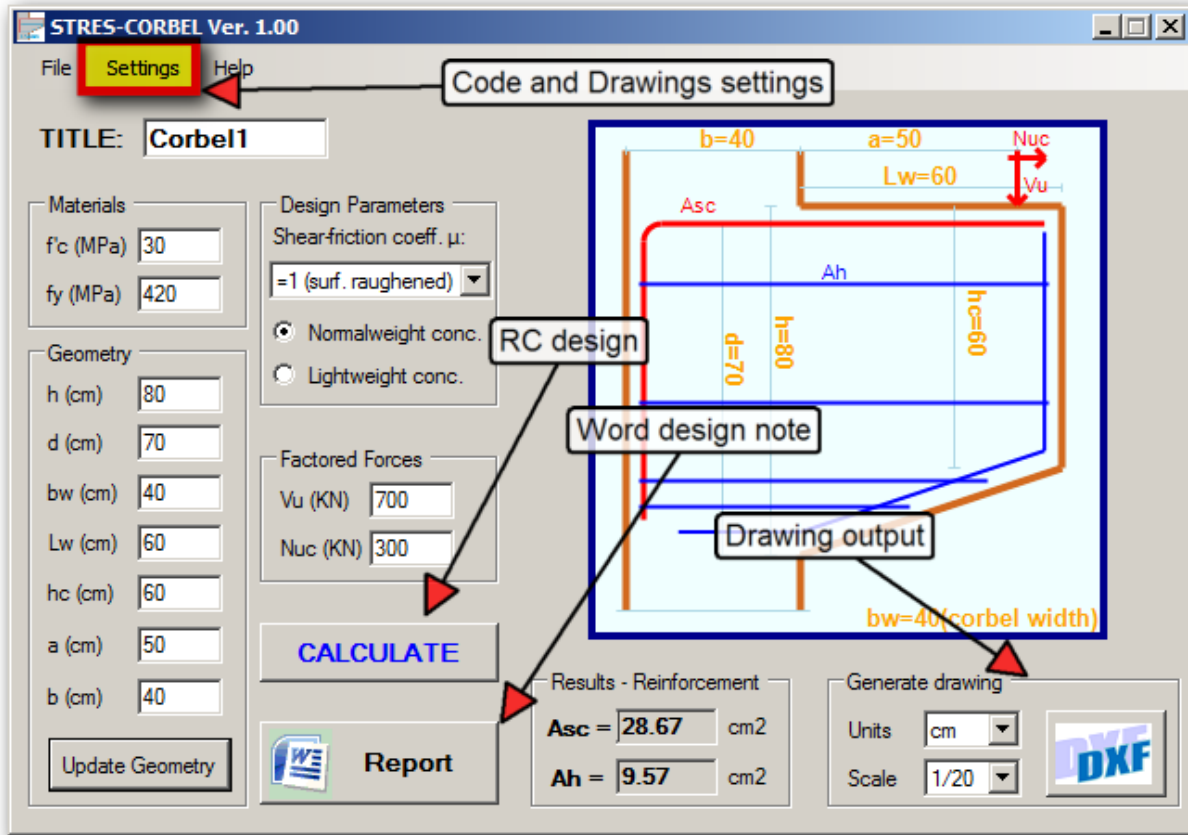 STRES-CORBEL Ver. 1.00
File Settings Help
Code and Drawings settings
TITLE: Corbel1
Materials
f'c (MPa) 30
fy (MPa) 420
Geometry
h (cm) 80
d (cm) 70
bw (cm) 40
Lw (cm) 60
hc (cm) 60
a (cm) 50
b (cm) 40
Update Geometry
Design Parameters
Shear-friction coeff. μ:
=1 (surf. raughened)
Normalweight conc.
Lightweight conc.
RC design
Factored Forces
Vu (KN) 700
Nuc (KN) 300
Word design note
CALCULATE
Report
b=40 a=50 Nuc
Lw=60 Vu
Asc
Ah
d=70
h=80
hc=60
Drawing output
bw=40(corbel width)
Results - Reinforcement
Asc = 28.67 cm2
Ah = 9.57 cm2
Generate drawing
Units cm
Scale 1/20
DXF